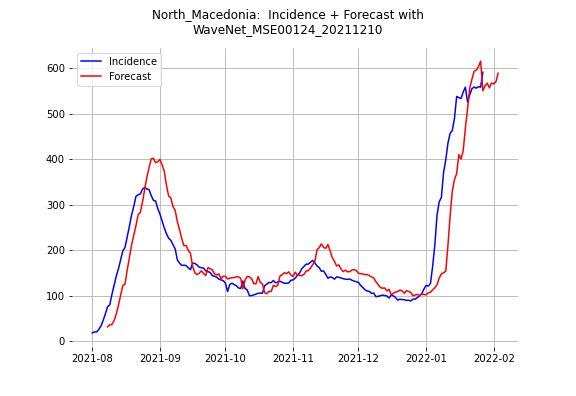 North_Macedonia:  Incidence + Forecast with
WaveNet_MSE00124_20211210
Incidence
Forecast
600
500
400
300
200
100
0
2021-08 2021-09 2021-10 2021-11 2021-12 2022-01 2022-02